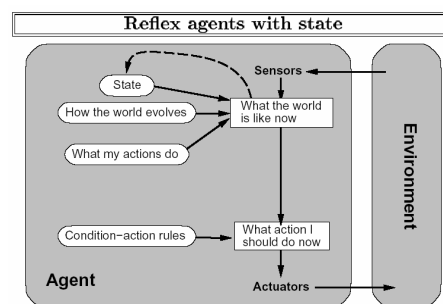 Reflex agents with state
Sensors
State
How the world evolves
What the world
is like now
What my actions do
Environment
Condition−action rules
What action I
should do now
Agent
Actuators